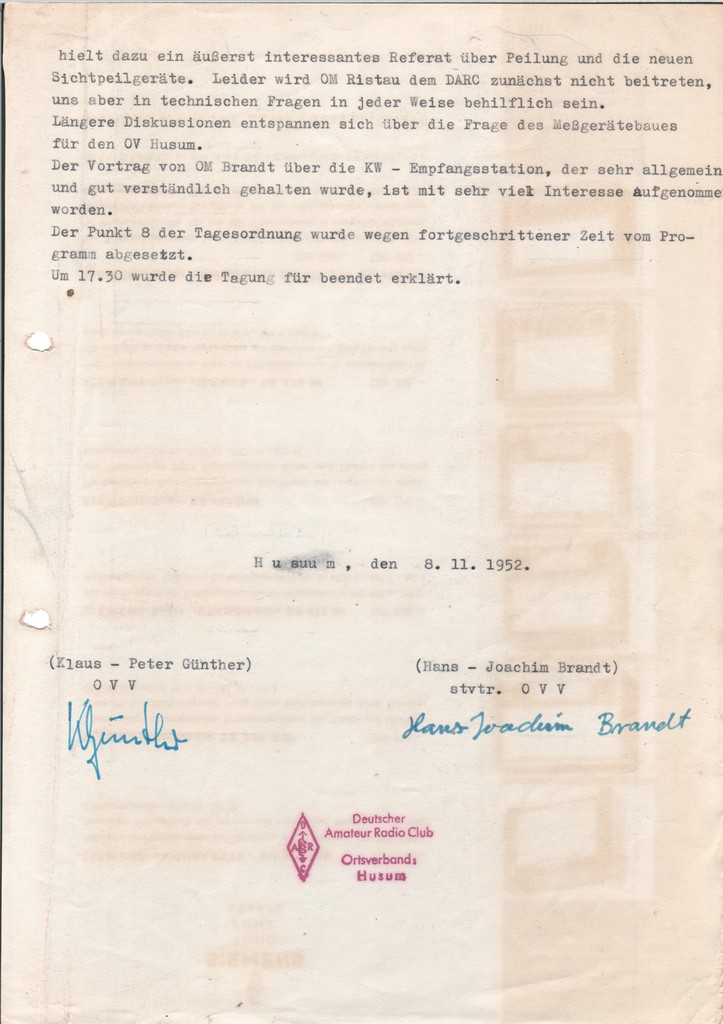 hielt dazu ein äußerst interessantes Referat über Peilung und die neuen
Sichtpeilgeräte. Leider wird OM Ristau dem DARC zunächst nicht beitreten,
uns aber in technischen Fragen in jeder Weise behilflich sein.
Längere Diskussionen entspannen sich über die Frage des Meßgerätebaues
für den OV Husum.
Der Vortrag von OM Brandt über die KW - Empfangsstation, der sehr allgemein
und gut verständlich gehalten wurde, ist mit sehr viel Interesse aufgenomme
worden.
Der Punkt 8 der Tagesordnung wurde wegen fortgeschrittener Zeit vom Pro-
gramm abgesetzt.
Um 17.30 wurde die Tagung für beendet erklärt.
H u suu m , den 8. 11. 1952.
(Klaus - Peter Günther) (Hans - Joachim Brandt)
O V V stvtr. O V V
KGünther Hans Joachim Brandt
Deutscher
Amateur Radio Club
Ortsverband:
Husum
DARC